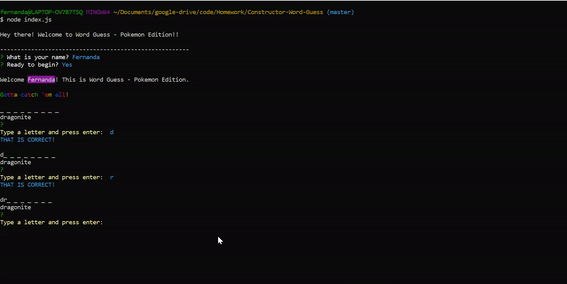 Fernanda@LAPTOP-OV7B7TSQ MINGW64 ~/Documents/google-drive/code/Homework/Constructor-Word-Guess (master)
$ node index.js
Hey there! Welcome to Word Guess - Pokemon Edition!!
-------------------------------------------------------
? What is your name? Fernanda
? Ready to begin? Yes
Welcome Fernanda! This is Word Guess - Pokemon Edition.
Gotta catch 'em all!
_ _ _ _ _ _ _ _ _
dragonite
?
Type a letter and press enter: d
THAT IS CORRECT!
d_ _ _ _ _ _ _ _
dragonite
?
Type a letter and press enter: r
THAT IS CORRECT!
dr_ _ _ _ _ _ _
dragonite
?
Type a letter and press enter: